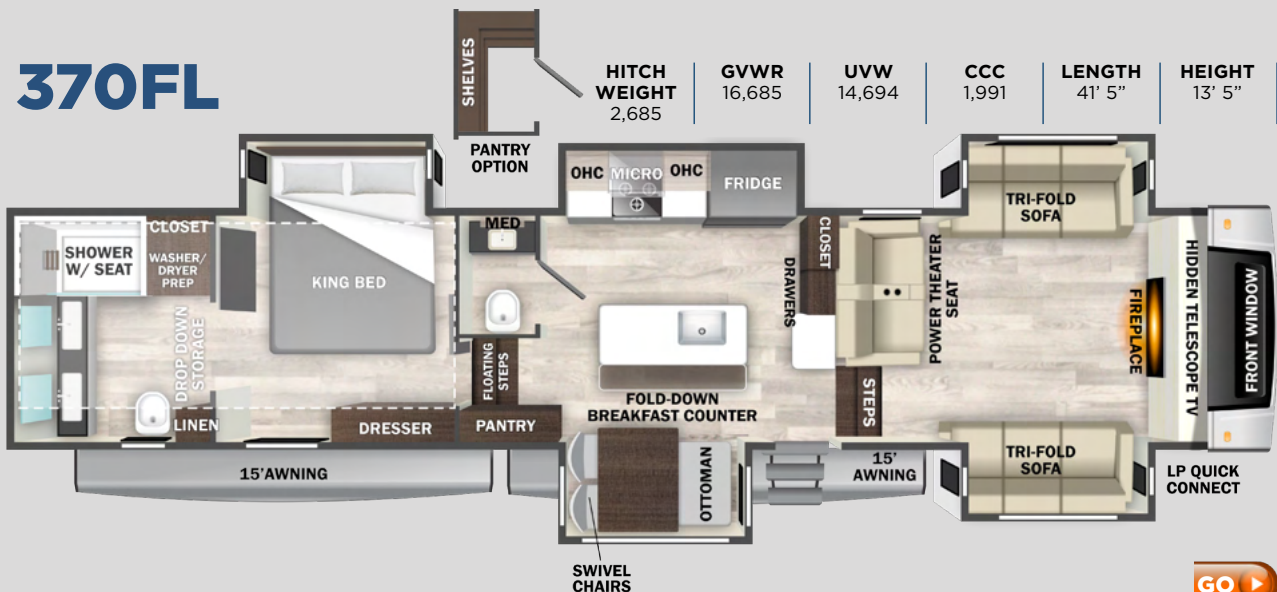 370FL
SHELVES
PANTRY
OPTION
HITCH
WEIGHT
2,685
GVWR
16,685
UVW
14,694
CCC
1,991
LENGTH
41’ 5”
HEIGHT
13’ 5”
SHOWER
W/ SEAT
CLOSET
WASHER/
DRYER
PREP
DROP DOWN
STORAGE
LINEN
KING BED
DRESSER
MED
FLOATING
STEPS
PANTRY
OHC
MICRO
OHC
FRIDGE
DRAWERS
CLOSET
FOLD-DOWN
BREAKFAST COUNTER
OTTOMAN
SWIVEL
CHAIRS
STEPS
POWER THEATER
SEAT
TRI-FOLD
SOFA
TRI-FOLD
SOFA
FIREPLACE
HIDDEN TELESCOPE TV
FRONT WINDOW
15’AWNING
15’
AWNING
LP QUICK
CONNECT
GO